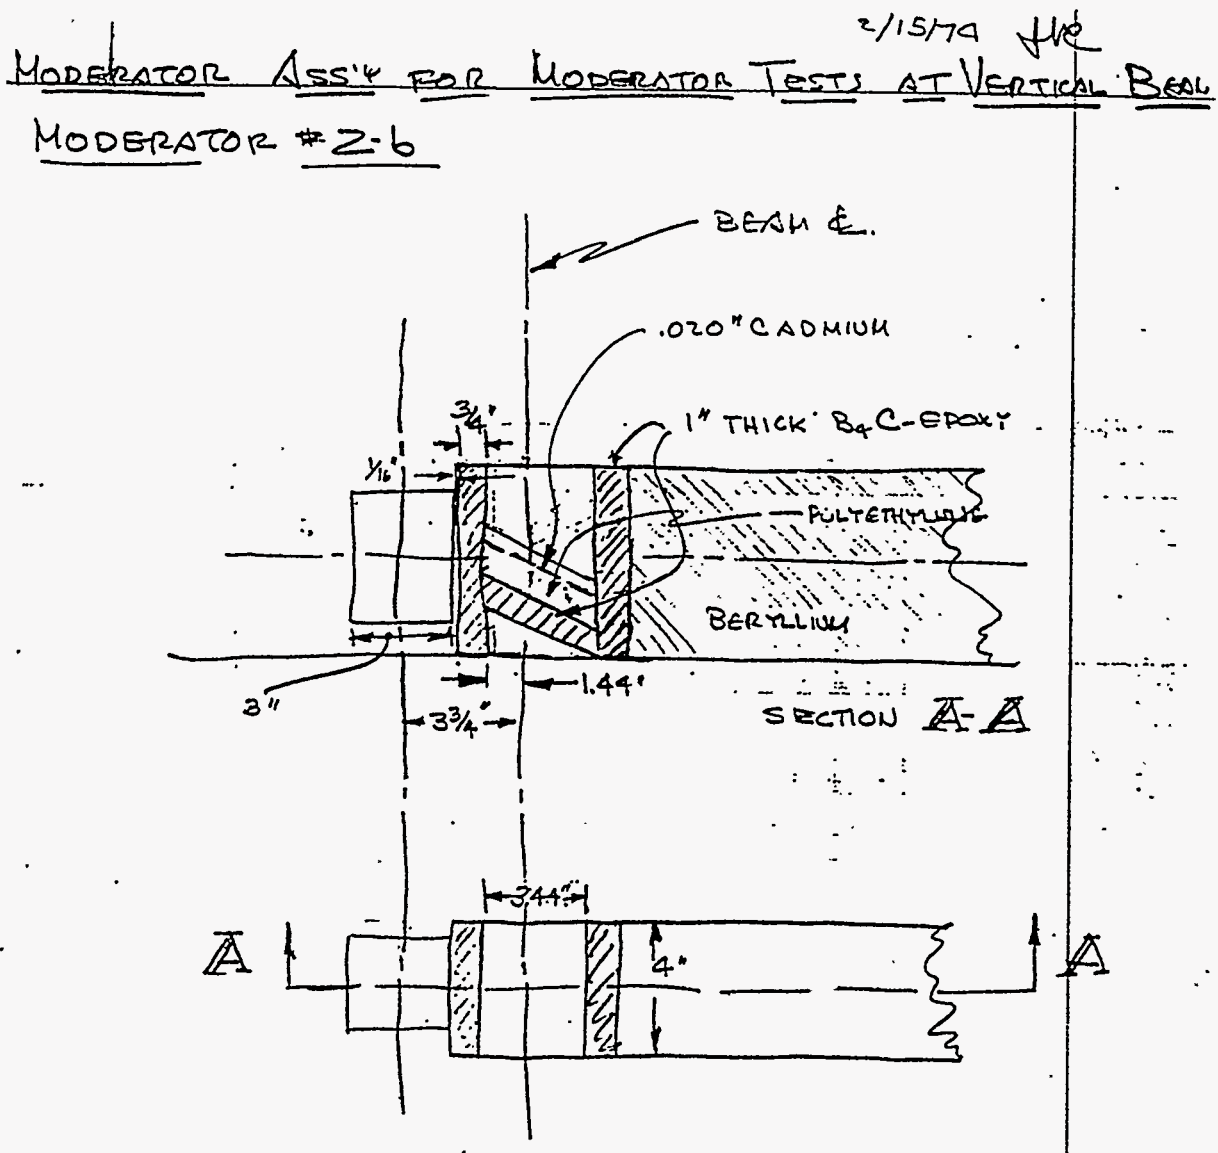 2/15/74
MODERATOR ASS'Y FOR MODERATOR TESTS AT VERTICAL BEAM
MODERATOR #2-b
BEAM ℄.
.020" CADMIUM
3/4"
1" THICK B4C-EPOXY
1/16"
POLYETHYLENE
BERYLLIUM
3"
1.44"
3 3/4"
SECTION A-A
3.44"
A
4"
A